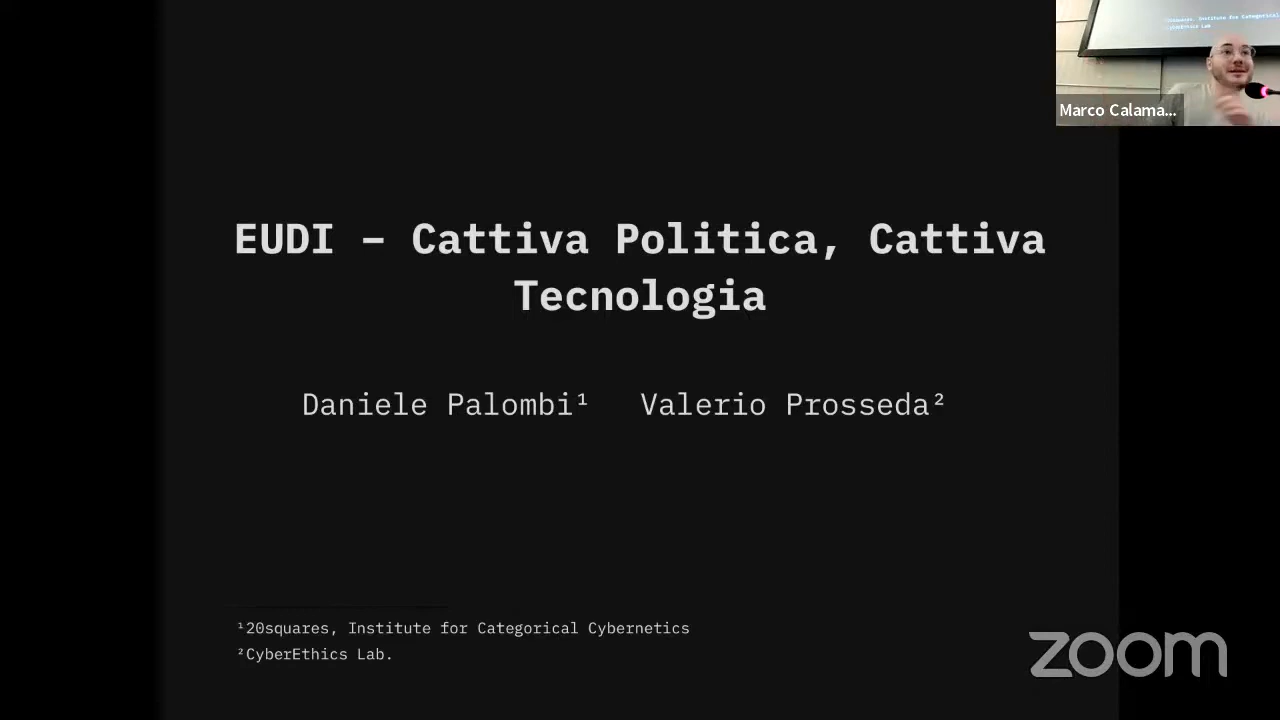 EUDI – Cattiva Politica, Cattiva
Tecnologia
Daniele Palombi¹ Valerio Prosseda²
¹20squares, Institute for Categorical Cybernetics
²CyberEthics Lab.
Marco Calama...
zoom